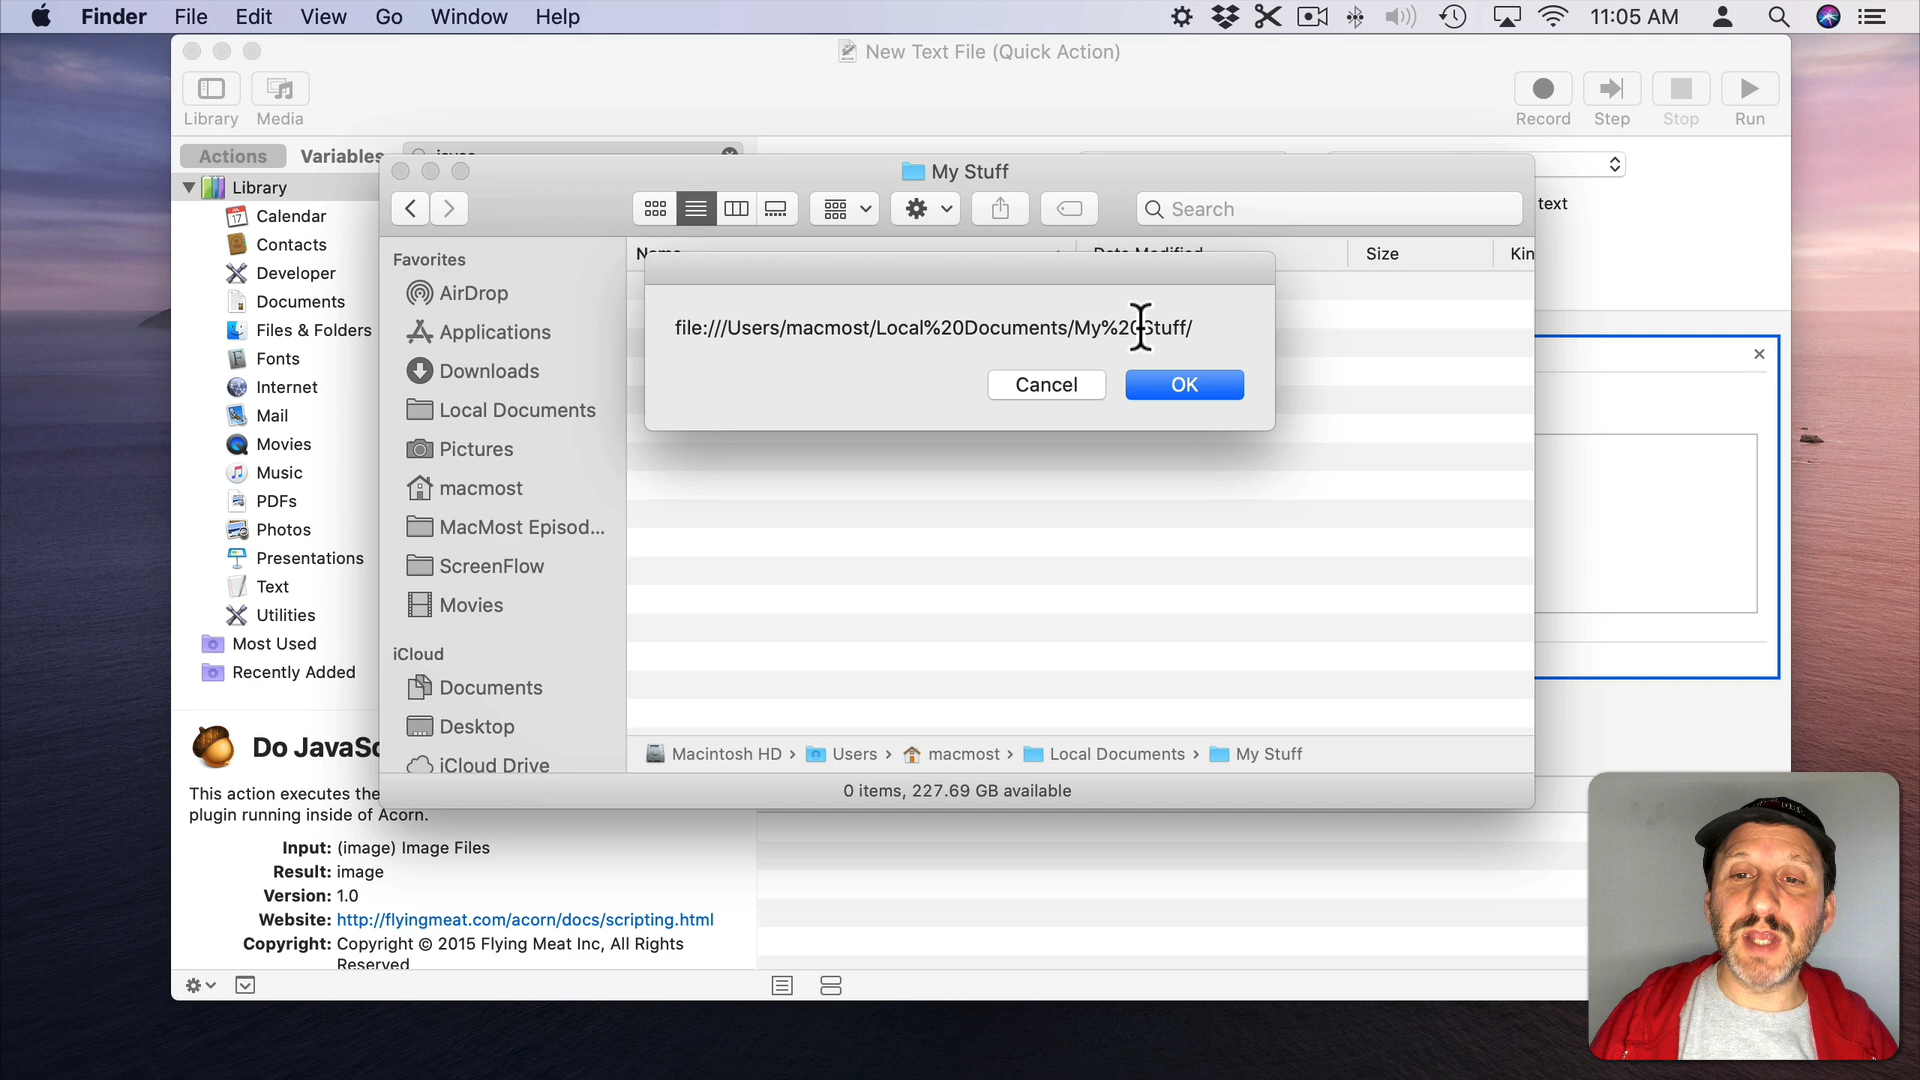 Finder File Edit View Go Window Help 11:05 AM
New Text File (Quick Action)
Library Media Record Step Stop Run
Actions Variables
Library
Calendar
Contacts
Developer
Documents
Files & Folders
Fonts
Internet
Mail
Movies
Music
PDFs
Photos
Presentations
Text
Utilities
Most Used
Recently Added
text
My Stuff
Search
Name Date Modified Size Kin
Favorites
AirDrop
Applications
Downloads
Local Documents
Pictures
macmost
MacMost Episod...
ScreenFlow
Movies
iCloud
Documents
Desktop
iCloud Drive
file:///Users/macmost/Local%20Documents/My%20Stuff/
Cancel OK
Macintosh HD › Users › macmost › Local Documents › My Stuff
0 items, 227.69 GB available
Do JavaSc
This action executes the
plugin running inside of Acorn.
Input: (image) Image Files
Result: image
Version: 1.0
Website: http://flyingmeat.com/acorn/docs/scripting.html
Copyright: Copyright © 2015 Flying Meat Inc, All Rights
Reserved